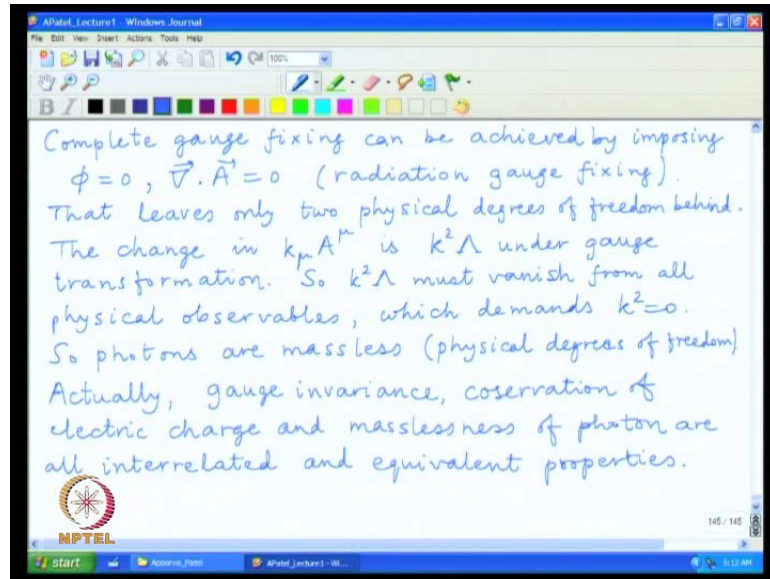 APatel_Lecture1 - Windows Journal
File Edit View Insert Actions Tools Help
100%
B I
Complete gauge fixing can be achieved by imposing
ϕ=0, ∇⃗.A⃗=0 (radiation gauge fixing).
That leaves only two physical degrees of freedom behind.
The change in kμA^μ is k²Λ under gauge
transformation. So k²Λ must vanish from all
physical observables, which demands k²=0.
So photons are massless (physical degrees of freedom)
Actually, gauge invariance, coservation of
electric charge and masslessness of photon are
all interrelated and equivalent properties.
NPTEL
145 / 145
start Apoorva_Patel APatel_Lecture1 - Wi... 5:12 AM